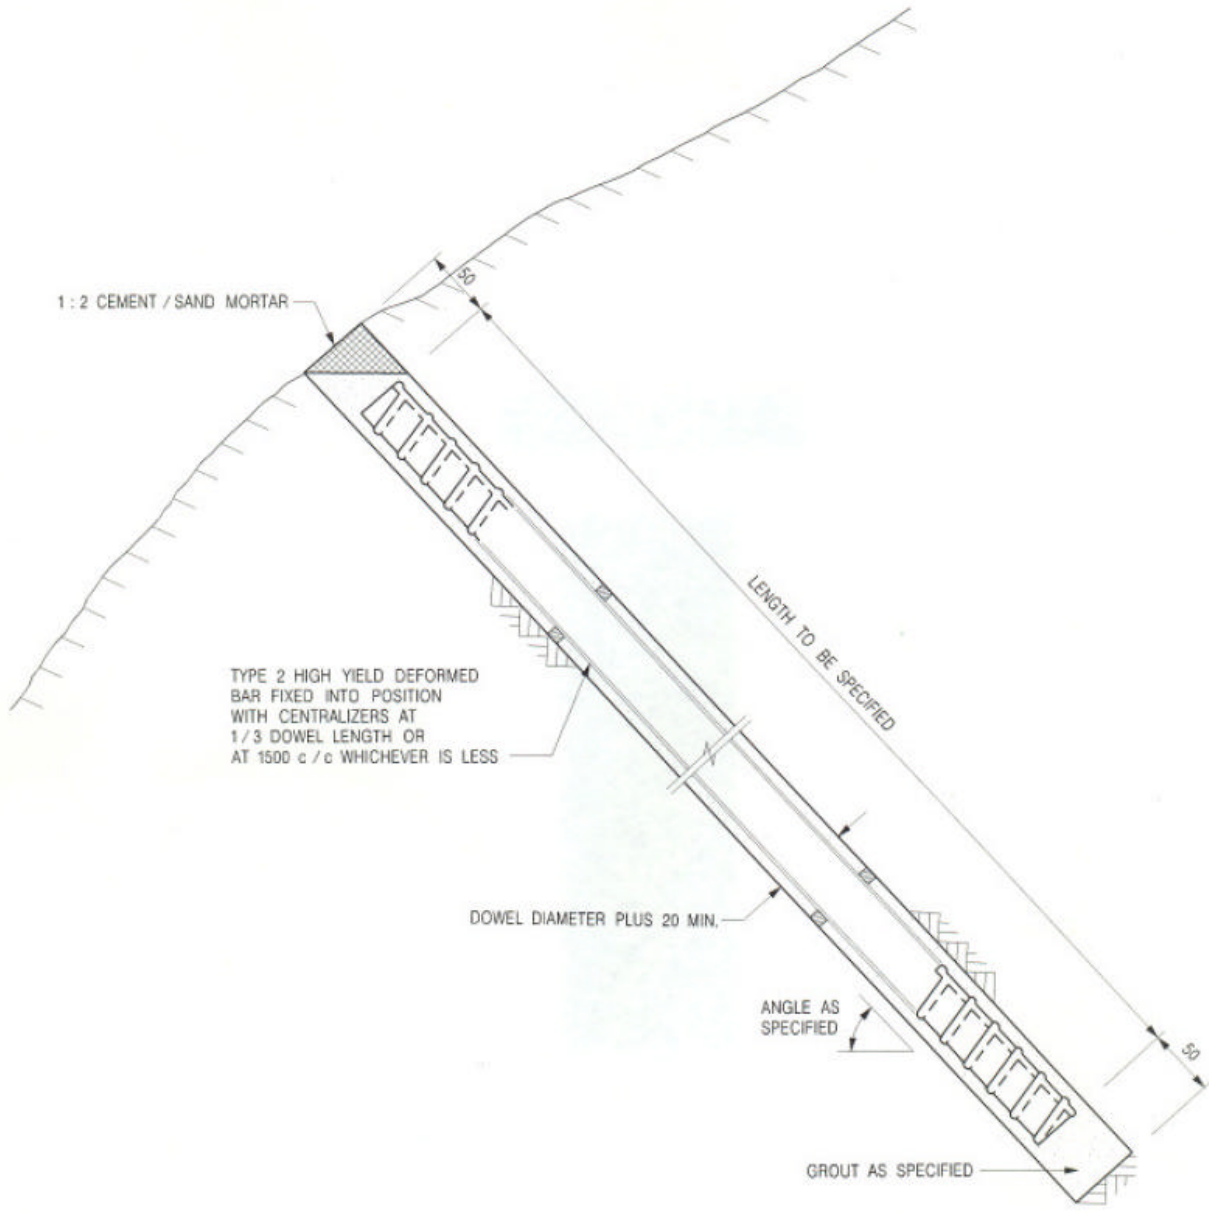 50
1 : 2 CEMENT / SAND MORTAR
LENGTH TO BE SPECIFIED
TYPE 2 HIGH YIELD DEFORMED
BAR FIXED INTO POSITION
WITH CENTRALIZERS AT
1 / 3 DOWEL LENGTH OR
AT 1500 c / c WHICHEVER IS LESS
DOWEL DIAMETER PLUS 20 MIN.
ANGLE AS
SPECIFIED
50
GROUT AS SPECIFIED